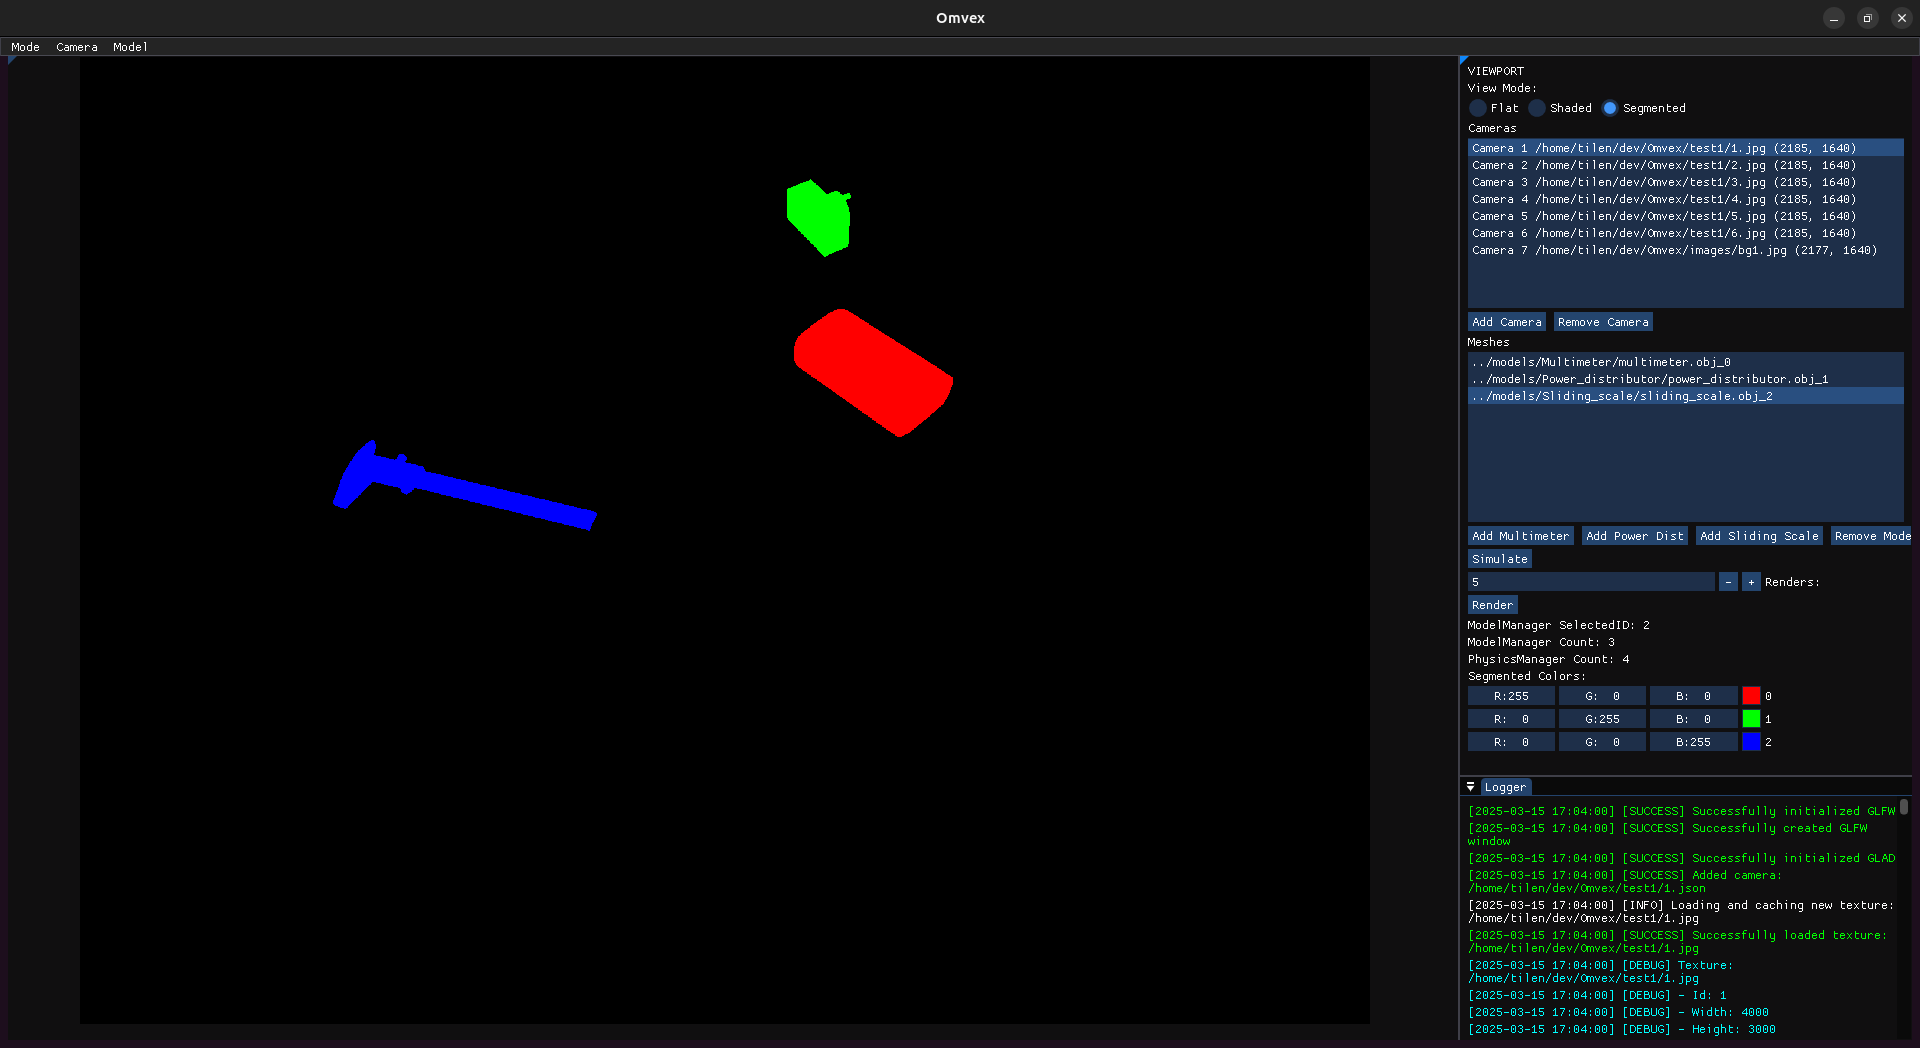 Omvex
Mode Camera Model
VIEWPORT
View Mode:
Flat Shaded Segmented
Cameras
Camera 1 /home/tilen/dev/Omvex/test1/1.jpg (2185, 1640)
Camera 2 /home/tilen/dev/Omvex/test1/2.jpg (2185, 1640)
Camera 3 /home/tilen/dev/Omvex/test1/3.jpg (2185, 1640)
Camera 4 /home/tilen/dev/Omvex/test1/4.jpg (2185, 1640)
Camera 5 /home/tilen/dev/Omvex/test1/5.jpg (2185, 1640)
Camera 6 /home/tilen/dev/Omvex/test1/6.jpg (2185, 1640)
Camera 7 /home/tilen/dev/Omvex/images/bg1.jpg (2177, 1640)
Add Camera Remove Camera
Meshes
../models/Multimeter/multimeter.obj_0
../models/Power_distributor/power_distributor.obj_1
../models/Sliding_scale/sliding_scale.obj_2
Add Multimeter Add Power Dist Add Sliding Scale Remove Mode
Simulate
5 - + Renders:
Render
ModelManager SelectedID: 2
ModelManager Count: 3
PhysicsManager Count: 4
Segmented Colors:
R:255 G: 0 B: 0 0
R: 0 G:255 B: 0 1
R: 0 G: 0 B:255 2
Logger
[2025-03-15 17:04:00] [SUCCESS] Successfully initialized GLFW
[2025-03-15 17:04:00] [SUCCESS] Successfully created GLFW
window
[2025-03-15 17:04:00] [SUCCESS] Successfully initialized GLAD
[2025-03-15 17:04:00] [SUCCESS] Added camera:
/home/tilen/dev/Omvex/test1/1.json
[2025-03-15 17:04:00] [INFO] Loading and caching new texture:
/home/tilen/dev/Omvex/test1/1.jpg
[2025-03-15 17:04:00] [SUCCESS] Successfully loaded texture:
/home/tilen/dev/Omvex/test1/1.jpg
[2025-03-15 17:04:00] [DEBUG] Texture:
/home/tilen/dev/Omvex/test1/1.jpg
[2025-03-15 17:04:00] [DEBUG] - Id: 1
[2025-03-15 17:04:00] [DEBUG] - Width: 4000
[2025-03-15 17:04:00] [DEBUG] - Height: 3000